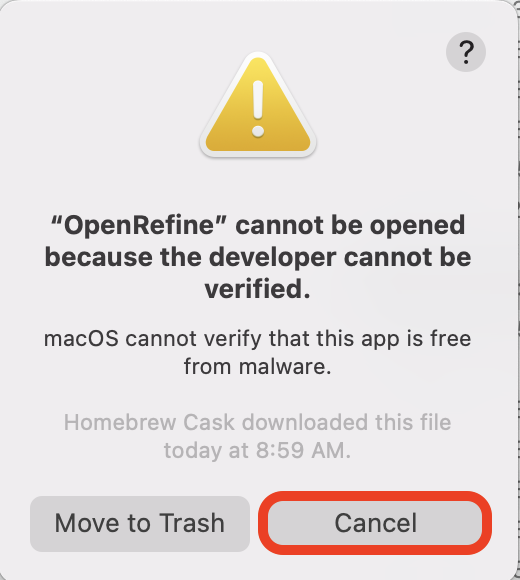 ?
“OpenRefine” cannot be opened
because the developer cannot be
verified.
macOS cannot verify that this app is free
from malware.
Homebrew Cask downloaded this file
today at 8:59 AM.
Move to Trash
Cancel